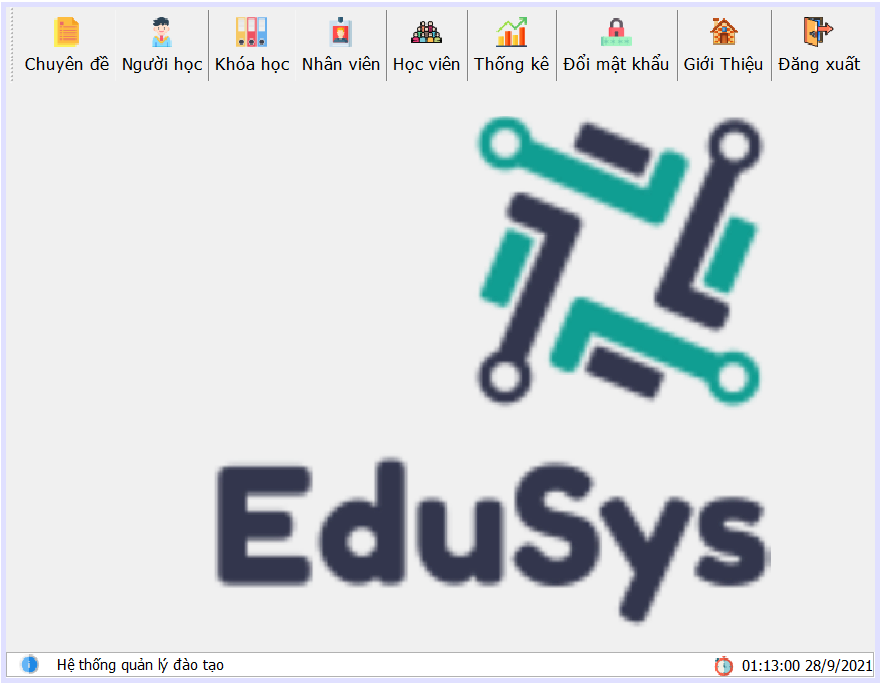 Chuyên đề Người học Khóa học Nhân viên Học viên Thống kê Đổi mật khẩu Giới Thiệu Đăng xuất
EduSys
Hệ thống quản lý đào tạo 01:13:00 28/9/2021